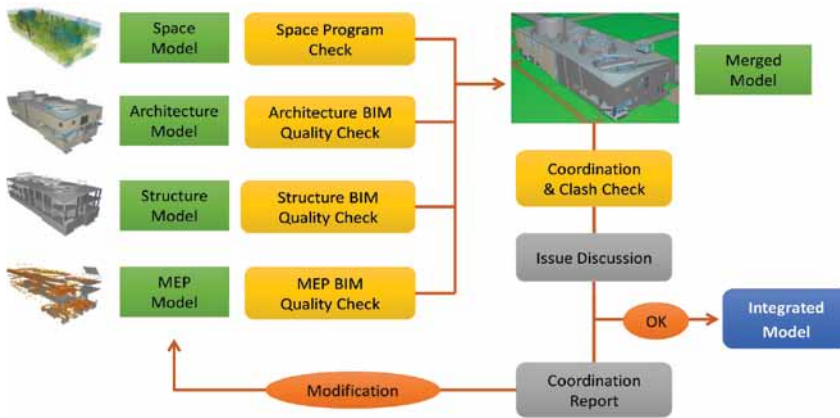 Space
Model
Space Program
Check
Architecture
Model
Architecture BIM
Quality Check
Structure
Model
Structure BIM
Quality Check
MEP
Model
MEP BIM
Quality Check
Merged
Model
Coordination
& Clash Check
Issue Discussion
OK
Integrated
Model
Modification
Coordination
Report